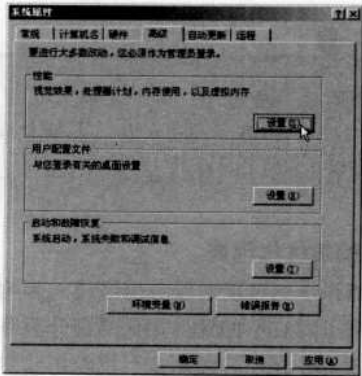 系统属性
常规 计算机名 硬件 高级 自动更新 远程
要进行大多数改动，您必须作为管理员登录。
性能
视觉效果，处理器计划，内存使用，以及虚拟内存
设置(S)
用户配置文件
与您登录有关的桌面设置
设置(E)
启动和故障恢复
系统启动，系统失败和调试信息
设置(T)
环境变量(N)
错误报告(R)
确定
取消
应用(A)